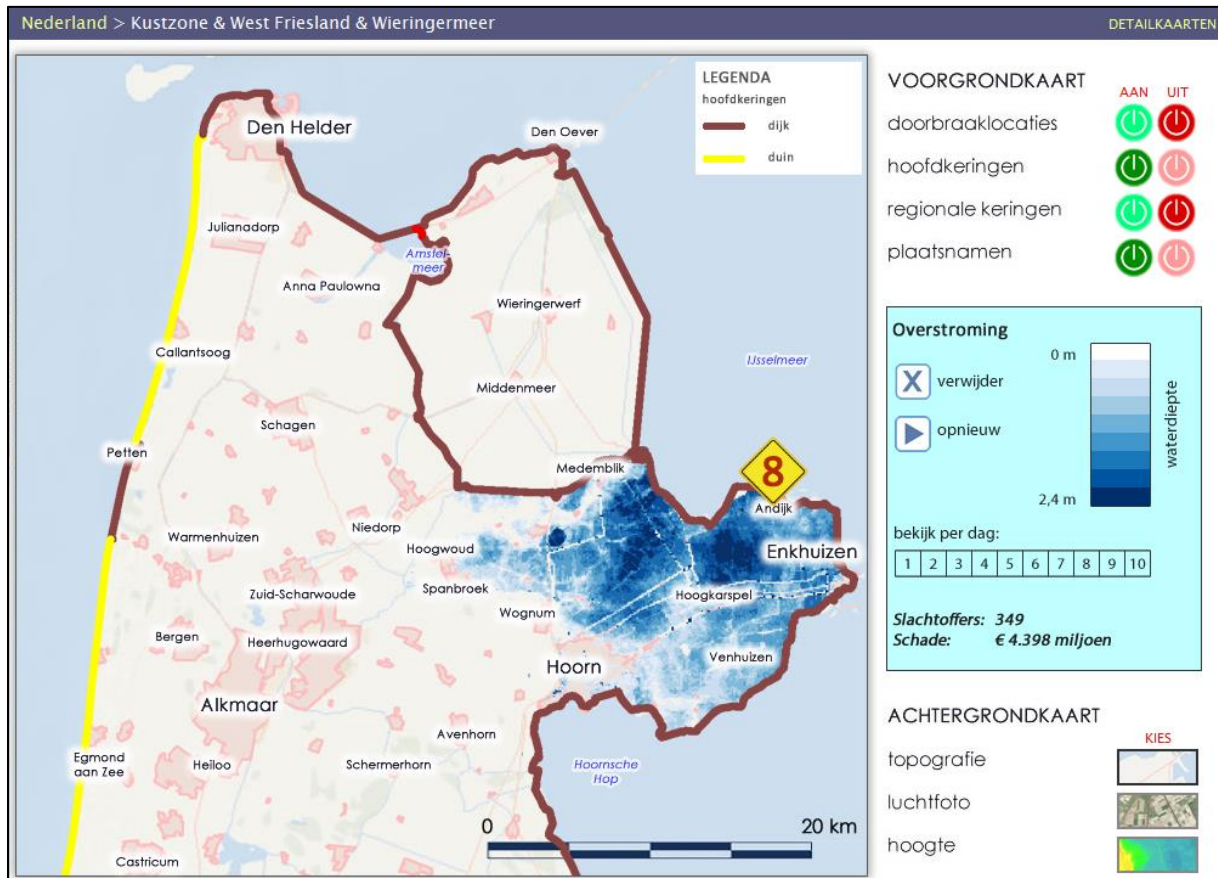 Nederland > Kustzone & West Friesland & Wieringermeer
DETAILKAARTEN
LEGENDA
hoofdkeringen
dijk
duin
Den Helder
Den Oever
Julianadorp
Amstel-
meer
Anna Paulowna
Wieringerwerf
Callantsoog
IJsselmeer
Middenmeer
Schagen
Petten
Medemblik
8
Andijk
Niedorp
Warmenhuizen
Hoogwoud
Enkhuizen
Spanbroek
Zuid-Scharwoude
Hoogkarspel
Wognum
Bergen
Heerhugowaard
Venhuizen
Hoorn
Alkmaar
Avenhorn
Egmond
aan Zee
Heiloo
Schermerhorn
Hoornsche
Hop
0
20 km
Castricum
VOORGRONDKAART
AAN
UIT
doorbraaklocaties
hoofdkeringen
regionale keringen
plaatsnamen
Overstroming
0 m
X verwijder
opnieuw
waterdiepte
2,4 m
bekijk per dag:
1 2 3 4 5 6 7 8 9 10
Slachtoffers: 349
Schade: € 4.398 miljoen
ACHTERGRONDKAART
KIES
topografie
luchtfoto
hoogte